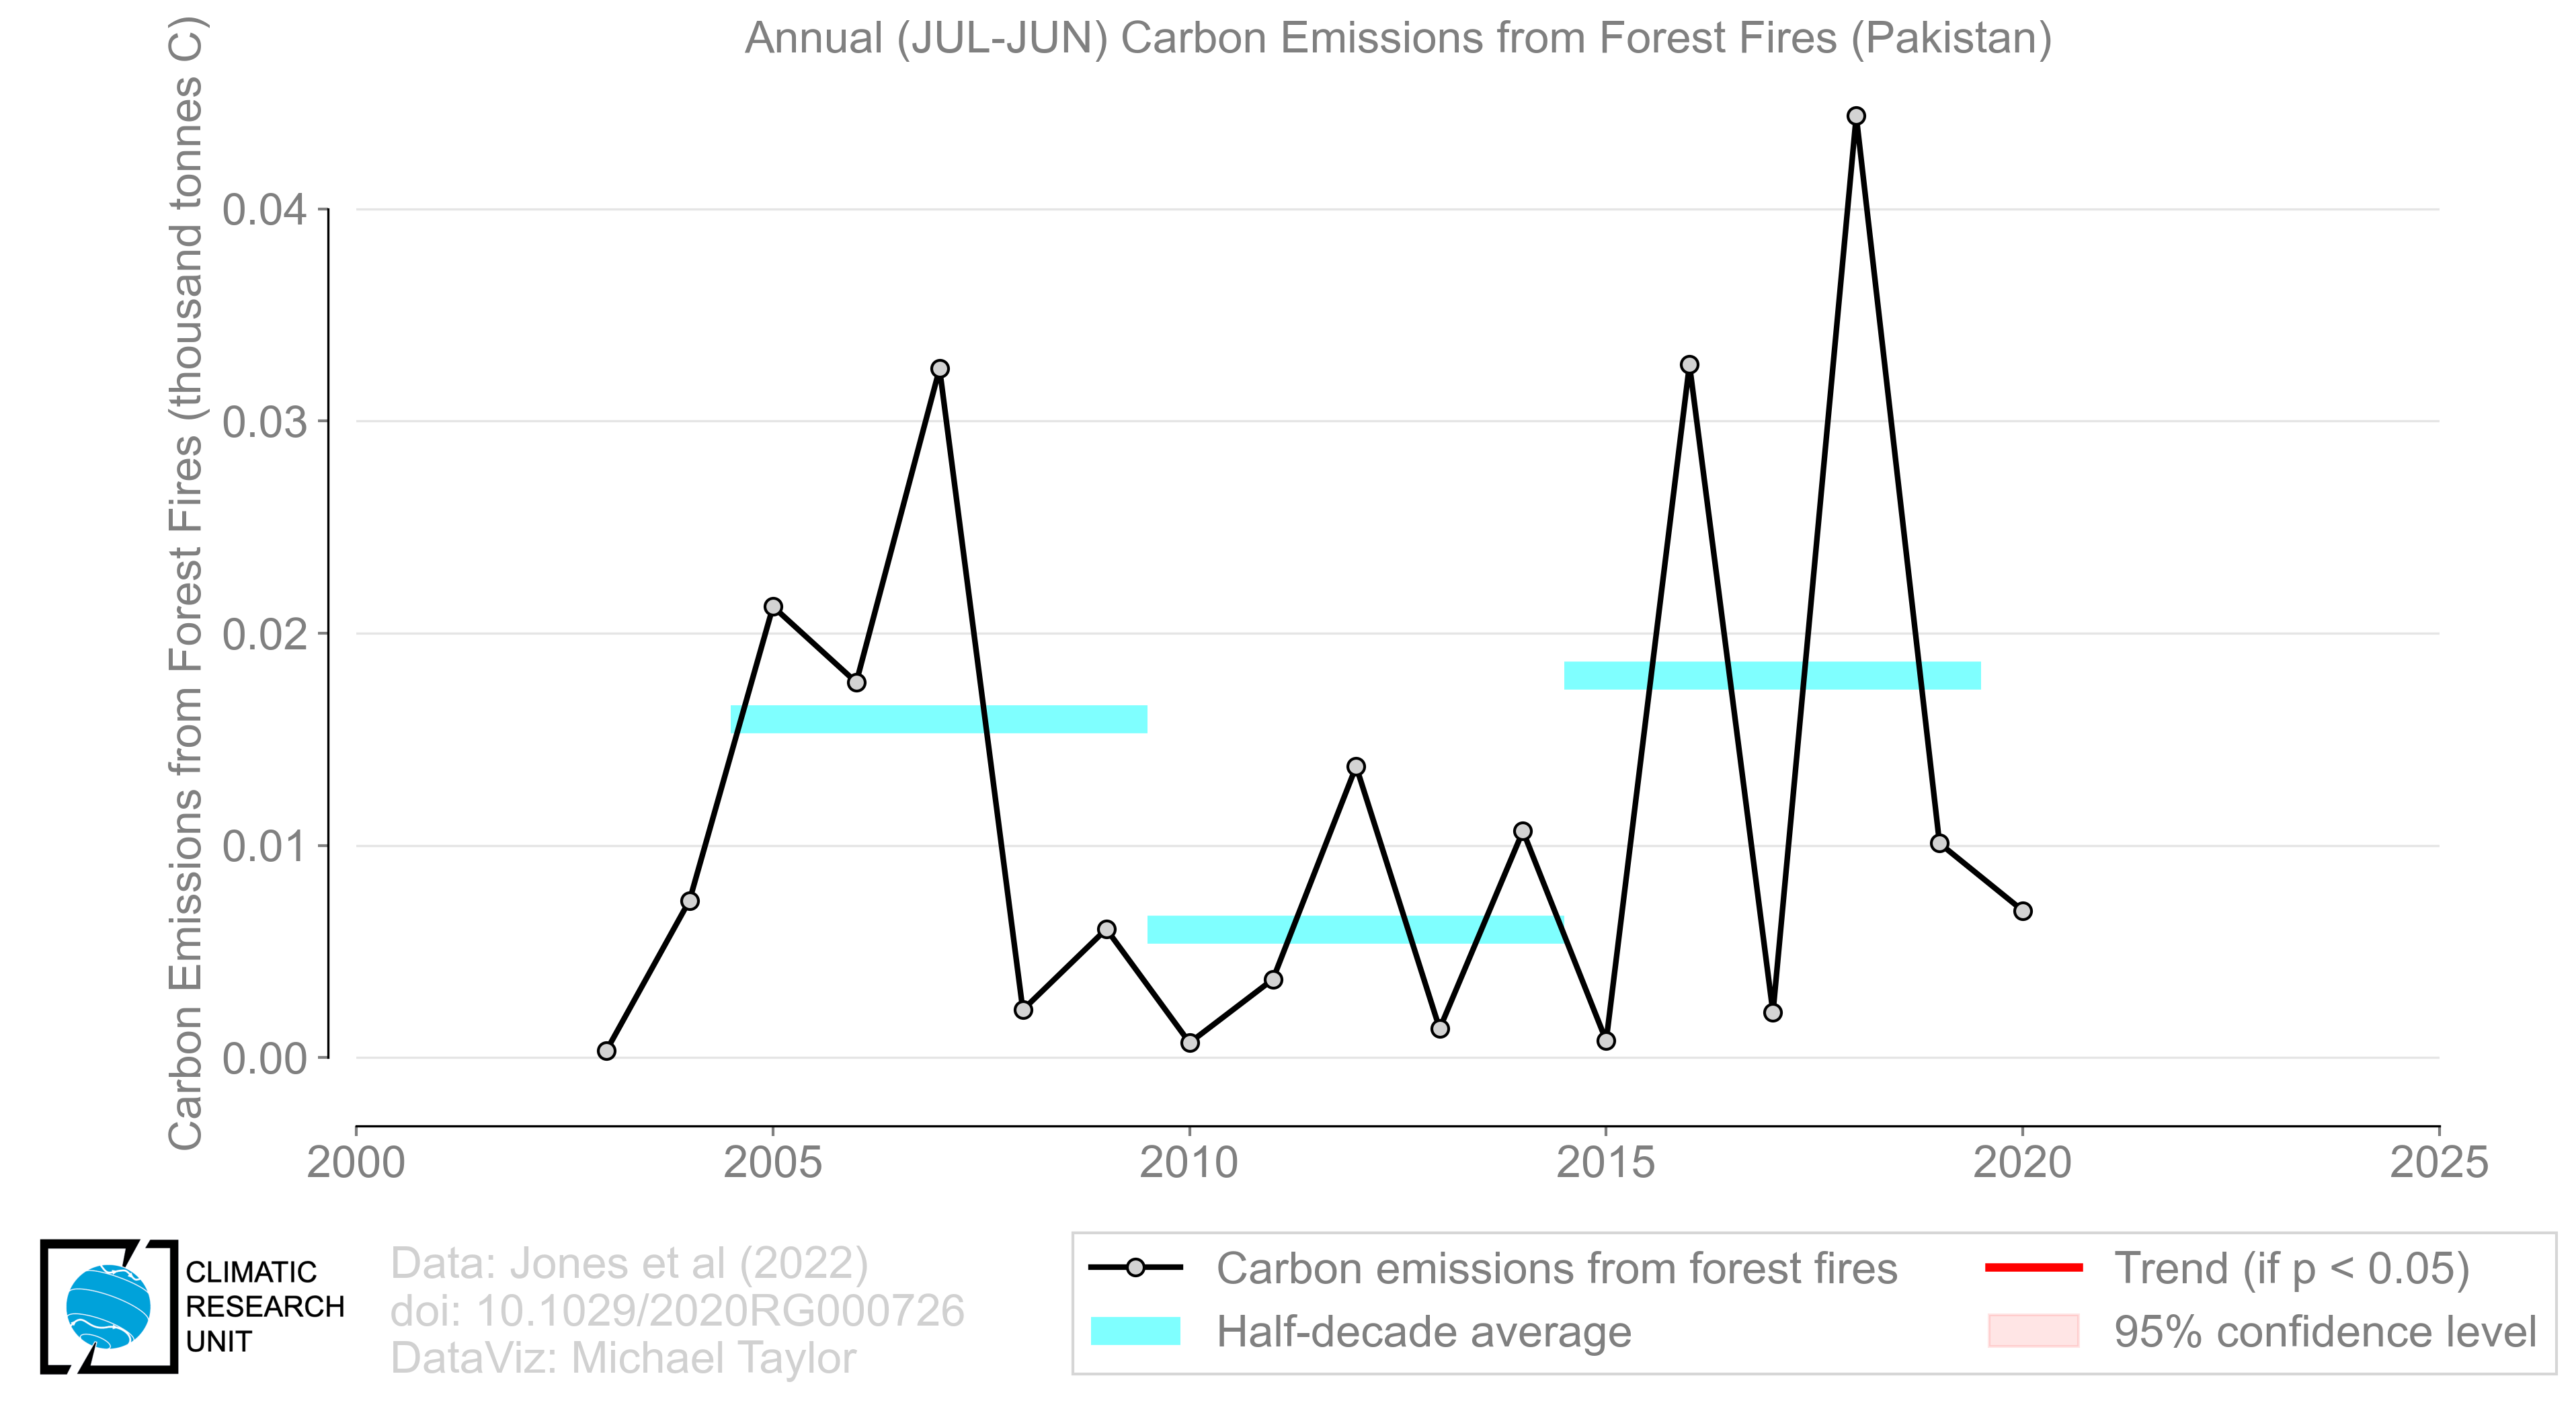 Annual (JUL-JUN) Carbon Emissions from Forest Fires (Pakistan)
Carbon Emissions from Forest Fires (thousand tonnes C)
0.04
0.03
0.02
0.01
0.00
2000 2005 2010 2015 2020 2025
CLIMATIC
RESEARCH
UNIT
Data: Jones et al (2022)
doi: 10.1029/2020RG000726
DataViz: Michael Taylor
Carbon emissions from forest fires
Half-decade average
Trend (if p < 0.05)
95% confidence level